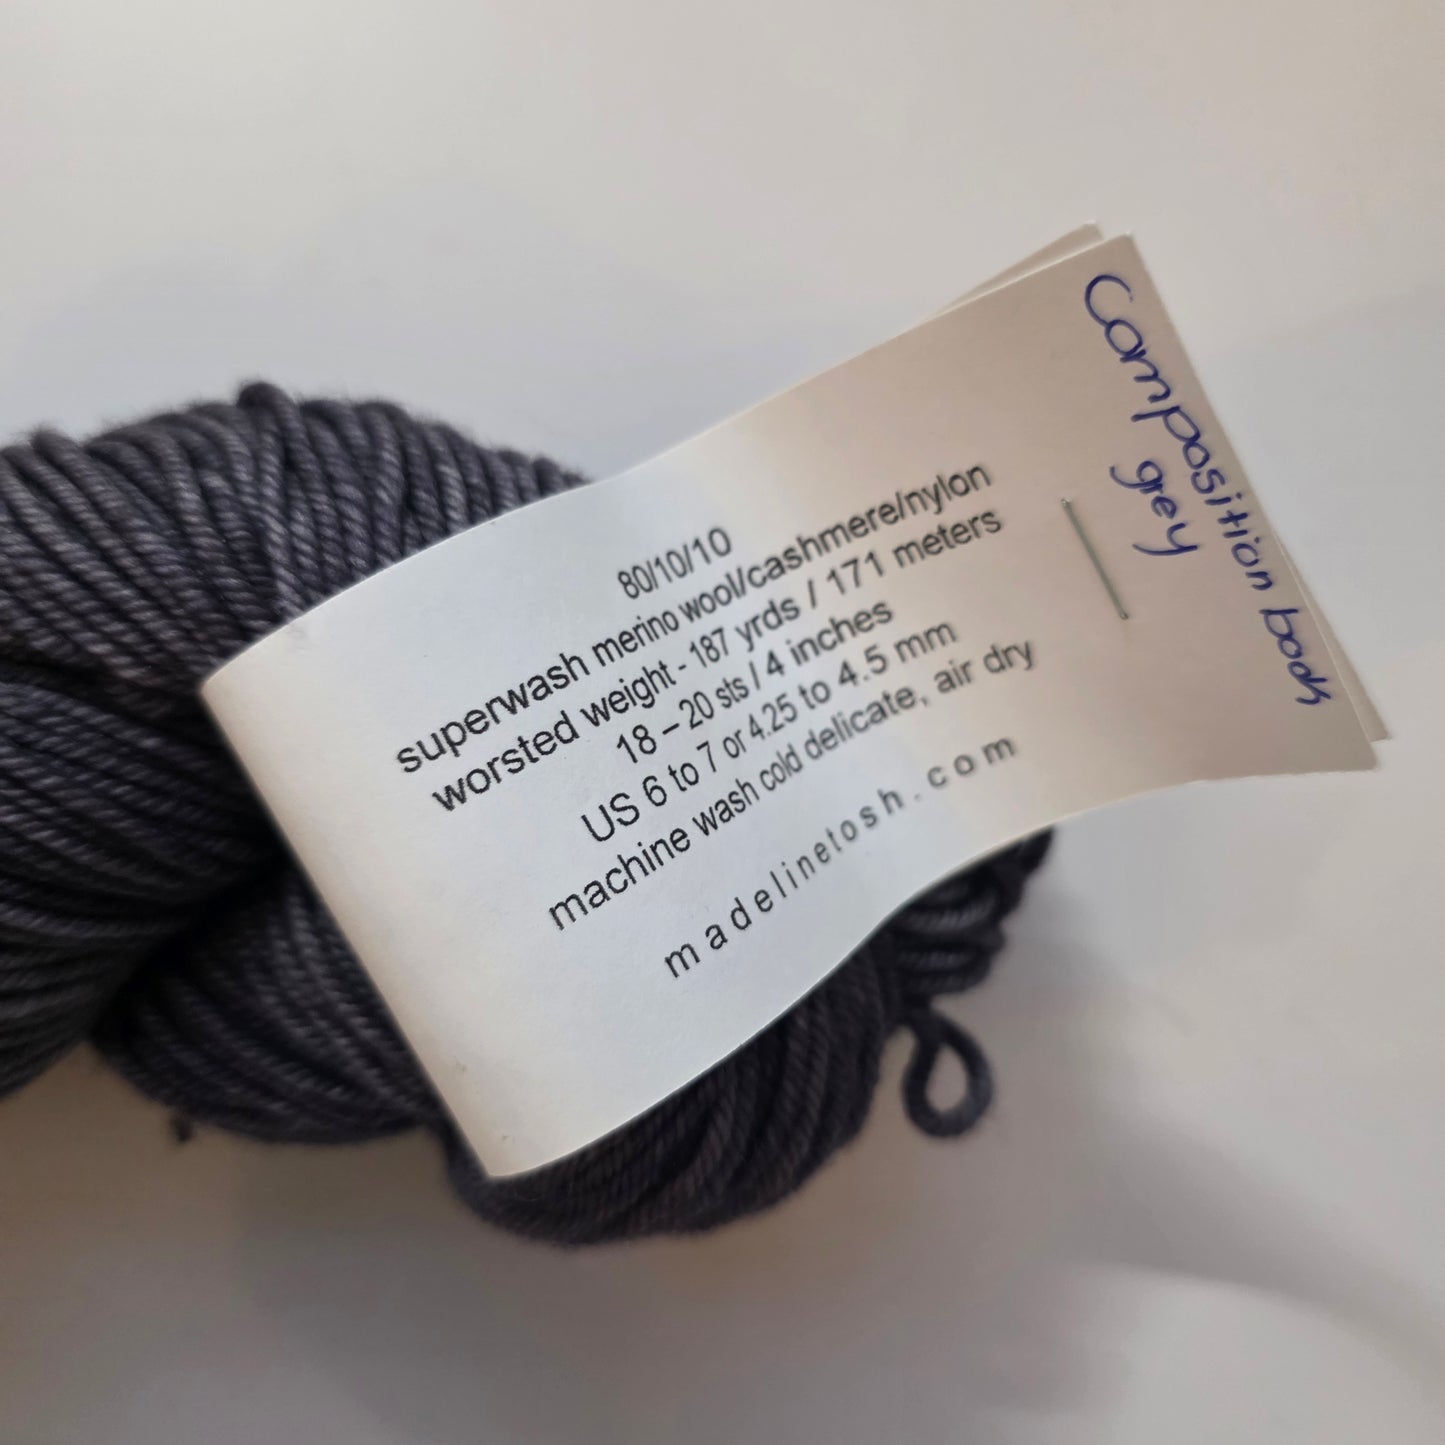 80/10/10
superwash merino wool/cashmere/nylon
worsted weight - 187 yrds / 171 meters
18 – 20 sts / 4 inches
US 6 to 7 or 4.25 to 4.5 mm
machine wash cold delicate, air dry
madelinetosh.com
Composition book
grey